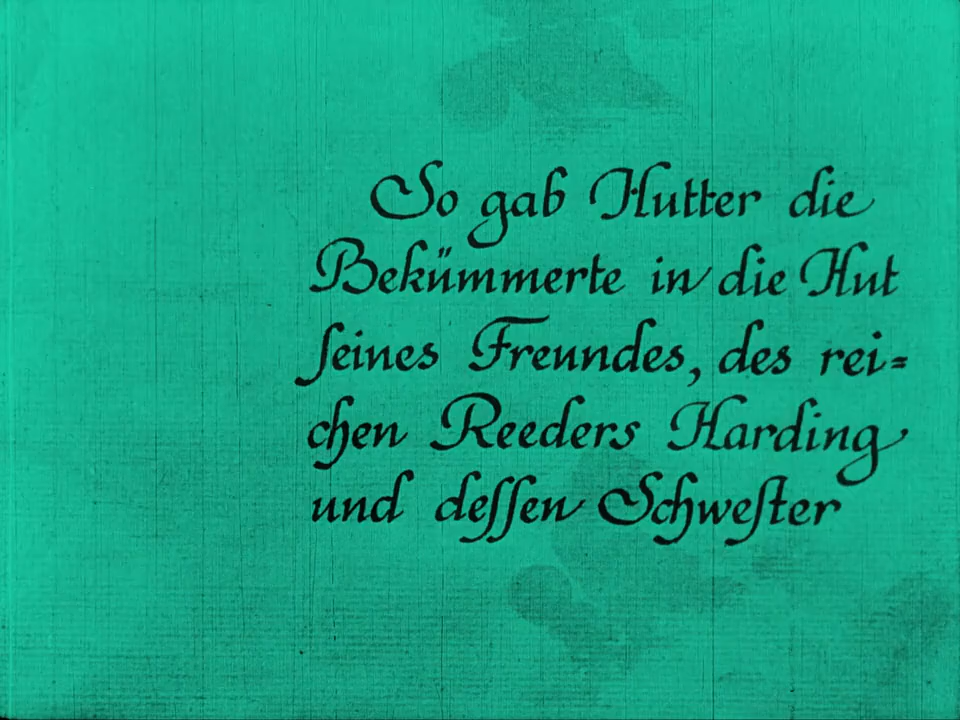 So gab Hutter die
Bekümmerte in die Hut
ſeines Freundes, des rei=
chen Reeders Harding
und deſſen Schweſter